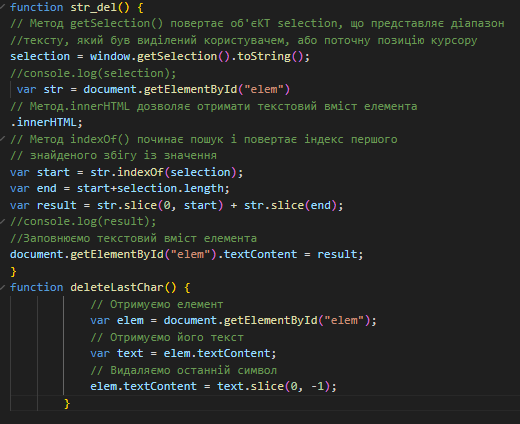 function str_del() {
// Метод getSelection() повертає об'єКТ selection, що представляє діапазон
//тексту, який був виділений користувачем, або поточну позицію курсору
selection = window.getSelection().toString();
//console.log(selection);
var str = document.getElementById("elem")
// Метод.innerHTML дозволяє отримати текстовий вміст елемента
.innerHTML;
// Метод indexOf() починає пошук і повертає індекс першого
// знайденого збігу із значення
var start = str.indexOf(selection);
var end = start+selection.length;
var result = str.slice(0, start) + str.slice(end);
//console.log(result);
//Заповнюємо текстовий вміст елемента
document.getElementById("elem").textContent = result;
}
function deleteLastChar() {
// Отримуємо елемент
var elem = document.getElementById("elem");
// Отримуємо його текст
var text = elem.textContent;
// Видаляємо останній символ
elem.textContent = text.slice(0, -1);
}